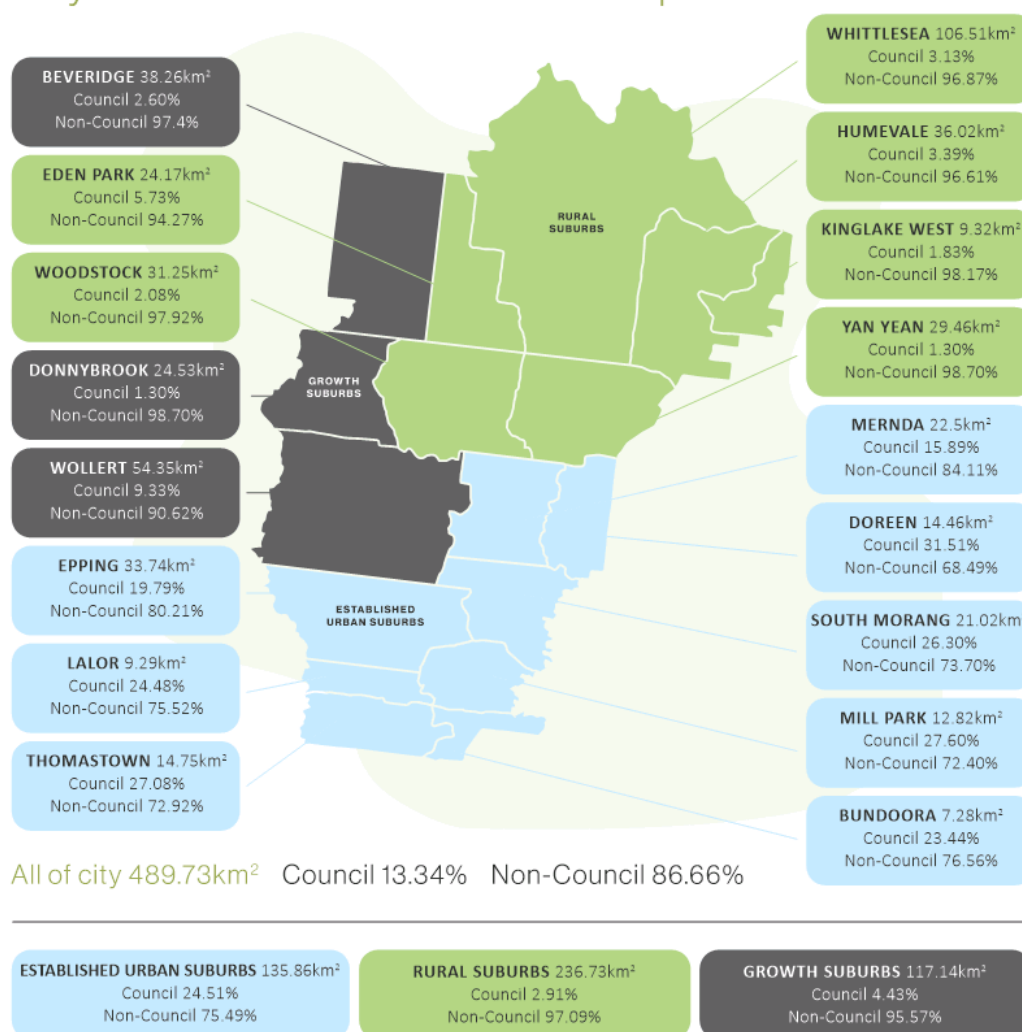 BEVERIDGE 38.26km²
Council 2.60%
Non-Council 97.4%
EDEN PARK 24.17km²
Council 5.73%
Non-Council 94.27%
WOODSTOCK 31.25km²
Council 2.08%
Non-Council 97.92%
DONNYBROOK 24.53km²
Council 1.30%
Non-Council 98.70%
WOLLERT 54.35km²
Council 9.33%
Non-Council 90.62%
EPPING 33.74km²
Council 19.79%
Non-Council 80.21%
LALOR 9.29km²
Council 24.48%
Non-Council 75.52%
THOMASTOWN 14.75km²
Council 27.08%
Non-Council 72.92%
RURAL
SUBURBS
GROWTH
SUBURBS
ESTABLISHED
URBAN SUBURBS
WHITTLESEA 106.51km²
Council 3.13%
Non-Council 96.87%
HUMEVALE 36.02km²
Council 3.39%
Non-Council 96.61%
KINGLAKE WEST 9.32km²
Council 1.83%
Non-Council 98.17%
YAN YEAN 29.46km²
Council 1.30%
Non-Council 98.70%
MERNDA 22.5km²
Council 15.89%
Non-Council 84.11%
DOREEN 14.46km²
Council 31.51%
Non-Council 68.49%
SOUTH MORANG 21.02km
Council 26.30%
Non-Council 73.70%
MILL PARK 12.82km²
Council 27.60%
Non-Council 72.40%
BUNDOORA 7.28km²
Council 23.44%
Non-Council 76.56%
All of city 489.73km² Council 13.34% Non-Council 86.66%
ESTABLISHED URBAN SUBURBS 135.86km²
Council 24.51%
Non-Council 75.49%
RURAL SUBURBS 236.73km²
Council 2.91%
Non-Council 97.09%
GROWTH SUBURBS 117.14km²
Council 4.43%
Non-Council 95.57%